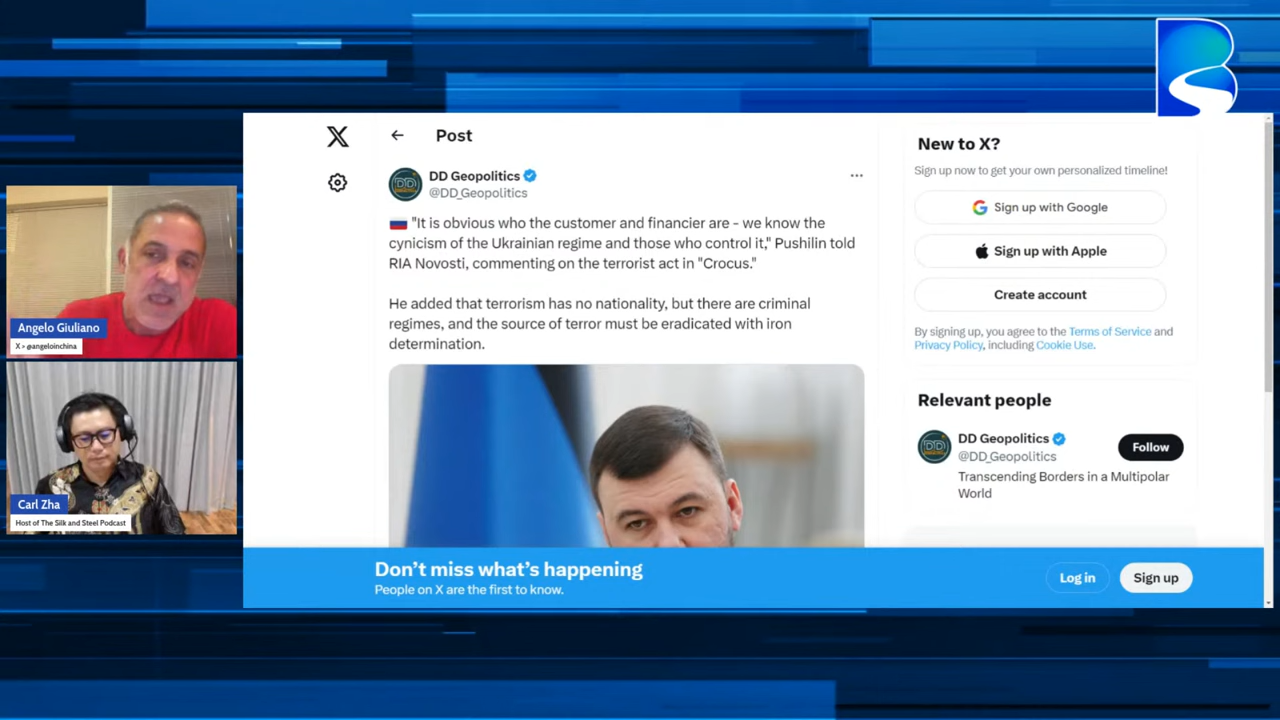 Post
DD Geopolitics
@DD_Geopolitics
"It is obvious who the customer and financier are - we know the
cynicism of the Ukrainian regime and those who control it," Pushilin told
RIA Novosti, commenting on the terrorist act in "Crocus."
He added that terrorism has no nationality, but there are criminal
regimes, and the source of terror must be eradicated with iron
determination.
New to X?
Sign up now to get your own personalized timeline!
Sign up with Google
Sign up with Apple
Create account
By signing up, you agree to the Terms of Service and
Privacy Policy, including Cookie Use.
Relevant people
DD Geopolitics
@DD_Geopolitics
Follow
Transcending Borders in a Multipolar
World
Don't miss what's happening
People on X are the first to know.
Log in
Sign up
Angelo Giuliano
X > @angeloinchina
Carl Zha
Host of The Silk and Steel Podcast